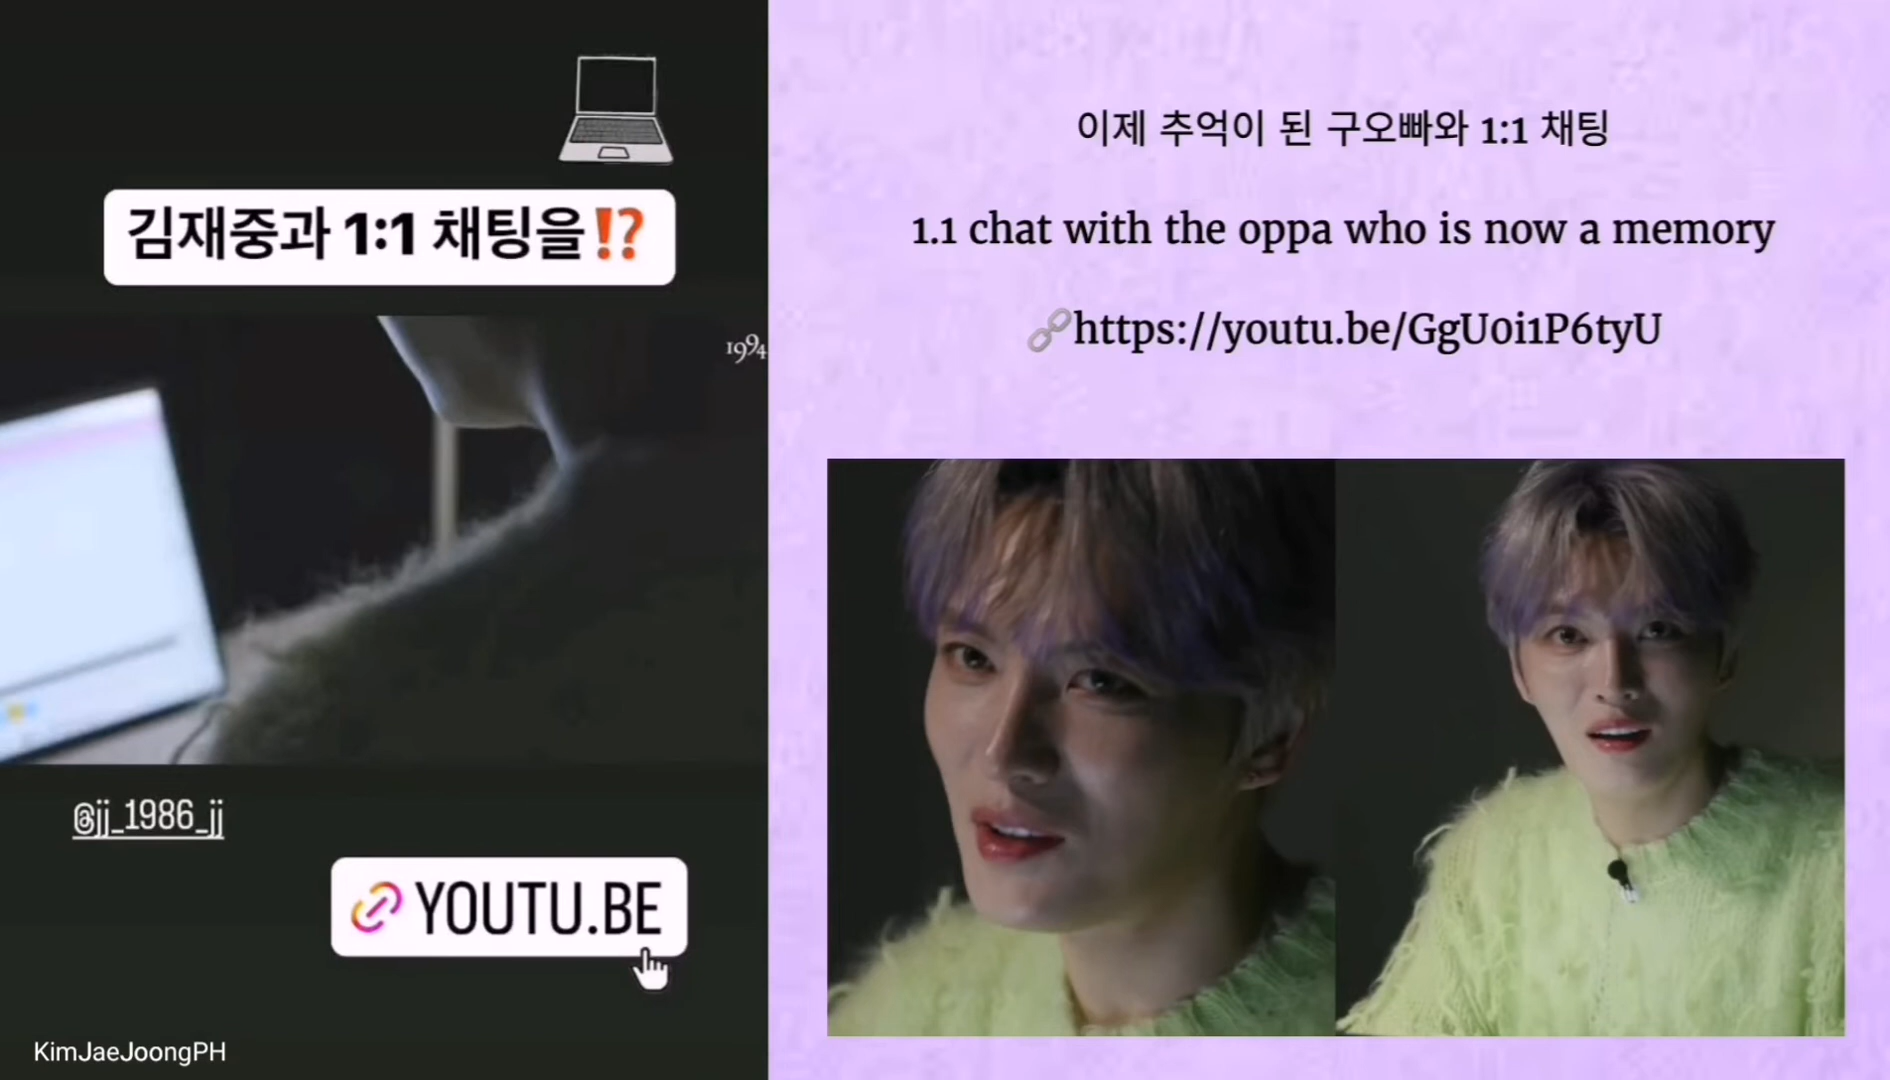 김재중과 1:1 채팅을⁉️
1994
@jj_1986_jj
YOUTU.BE
KimJaeJoongPH
이제 추억이 된 구오빠와 1:1 채팅
1.1 chat with the oppa who is now a memory
https://youtu.be/GgU0i1P6tyU